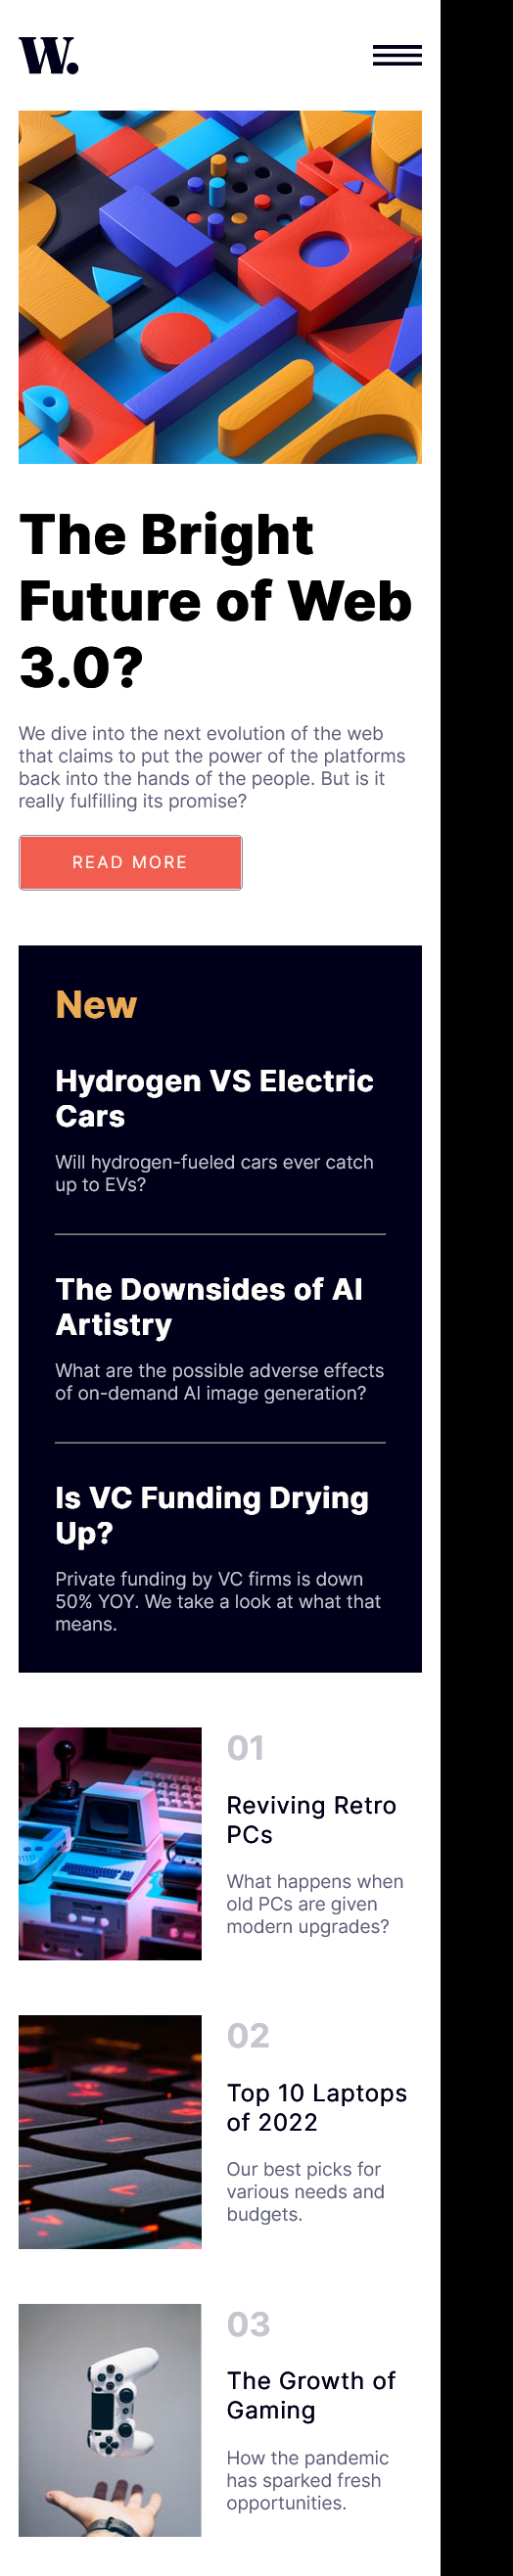 W.
The Bright
Future of Web
3.0?
We dive into the next evolution of the web
that claims to put the power of the platforms
back into the hands of the people. But is it
really fulfilling its promise?
READ MORE
New
Hydrogen VS Electric
Cars
Will hydrogen-fueled cars ever catch
up to EVs?
The Downsides of AI
Artistry
What are the possible adverse effects
of on-demand AI image generation?
Is VC Funding Drying
Up?
Private funding by VC firms is down
50% YOY. We take a look at what that
means.
01
Reviving Retro
PCs
What happens when
old PCs are given
modern upgrades?
02
Top 10 Laptops
of 2022
Our best picks for
various needs and
budgets.
03
The Growth of
Gaming
How the pandemic
has sparked fresh
opportunities.